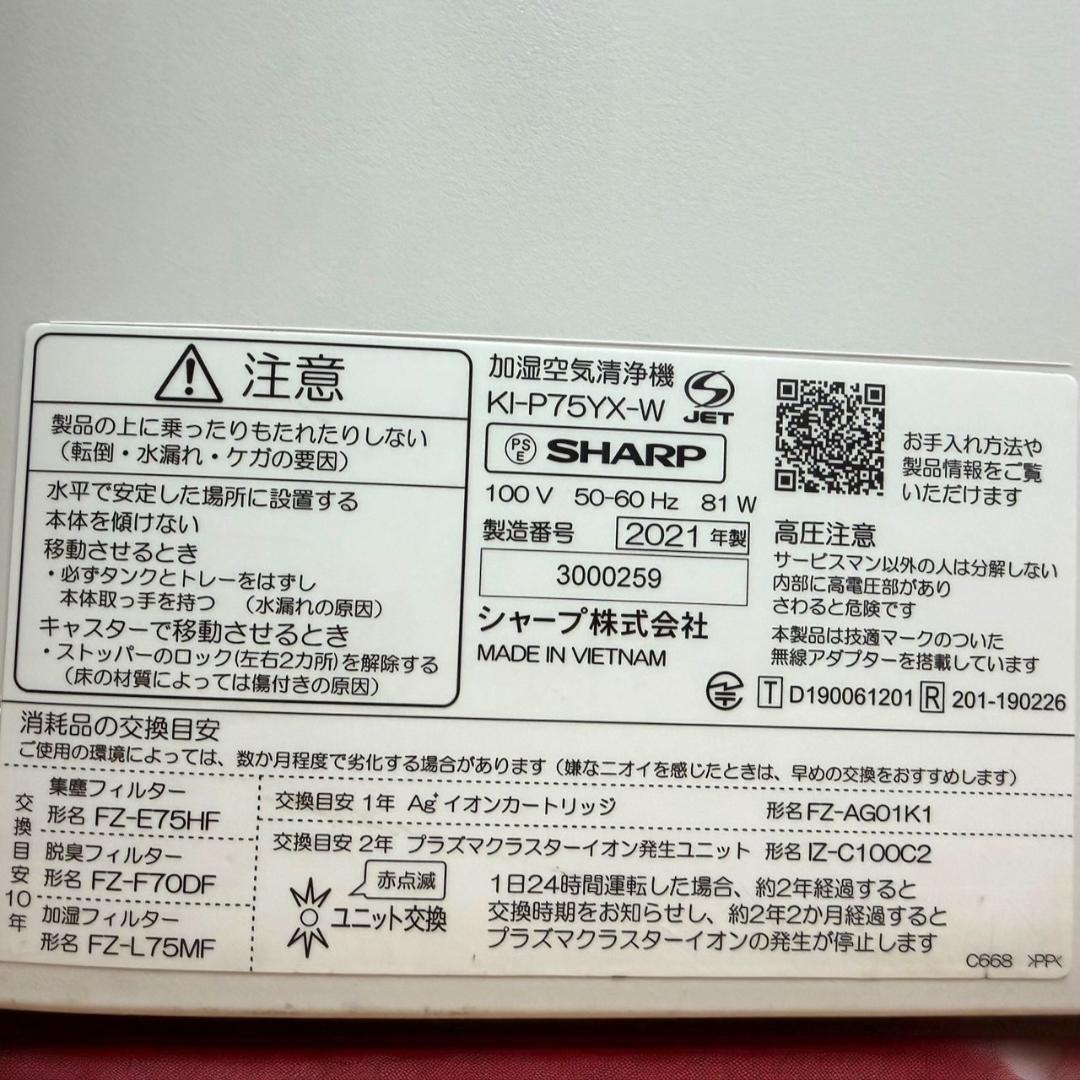 注意
製品の上に乗ったりもたれたりしない
（転倒・水漏れ・ケガの要因）
水平で安定した場所に設置する
本体を傾けない
移動させるとき
・必ずタンクとトレーをはずし
本体取っ手を持つ （水漏れの原因）
キャスターで移動させるとき
・ストッパーのロック(左右2カ所)を解除する
（床の材質によっては傷付きの原因）
加湿空気清浄機
KI-P75YX-W
JET
PSE SHARP
100 V 50-60 Hz 81 W
製造番号 2021 年製
3000259
シャープ株式会社
MADE IN VIETNAM
お手入れ方法や
製品情報をご覧
いただけます
高圧注意
サービスマン以外の人は分解しない
内部に高電圧部があり
さわると危険です
本製品は技適マークのついた
無線アダプターを搭載しています
T D190061201 R 201-190226
消耗品の交換目安
ご使用の環境によっては、数か月程度で劣化する場合があります（嫌なニオイを感じたときは、早めの交換をおすすめします）
交換目安10年
集塵フィルター
形名 FZ-E75HF
脱臭フィルター
形名 FZ-F70DF
加湿フィルター
形名 FZ-L75MF
交換目安 1年 Ag⁺イオンカートリッジ 形名 FZ-AG01K1
交換目安 2年 プラズマクラスターイオン発生ユニット 形名 IZ-C100C2
赤点滅
ユニット交換
1日24時間運転した場合、約2年経過すると
交換時期をお知らせし、約2年2か月経過すると
プラズマクラスターイオンの発生が停止します
C668 >PP<